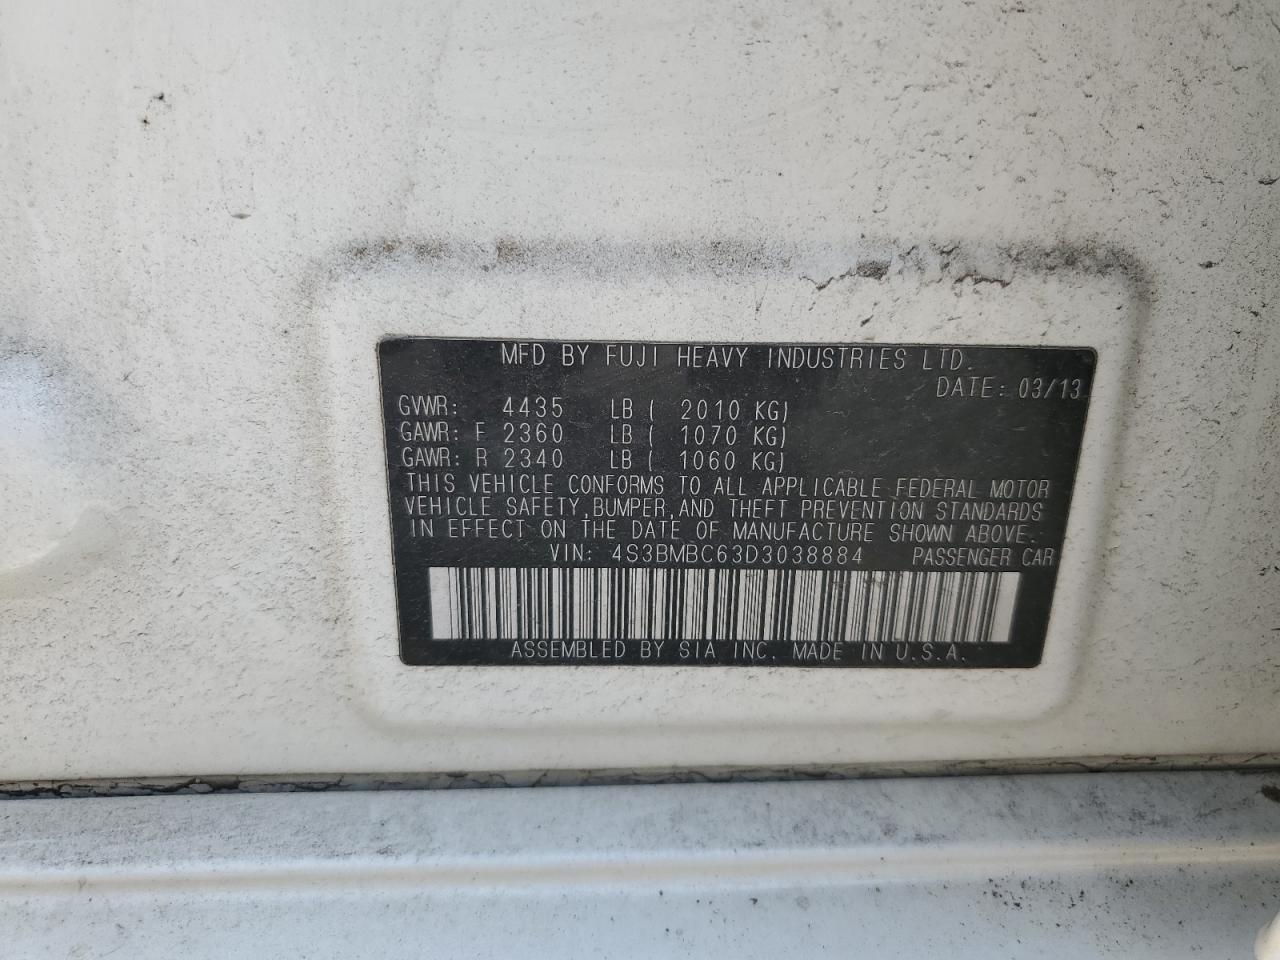 MFD BY FUJI HEAVY INDUSTRIES LTD.
DATE: 03/13
GVWR: 4435 LB ( 2010 KG)
GAWR: F 2360 LB ( 1070 KG)
GAWR: R 2340 LB ( 1060 KG)
THIS VEHICLE CONFORMS TO ALL APPLICABLE FEDERAL MOTOR
VEHICLE SAFETY,BUMPER,AND THEFT PREVENTION STANDARDS
IN EFFECT ON THE DATE OF MANUFACTURE SHOWN ABOVE.
VIN: 4S3BMBC63D3038884 PASSENGER CAR
ASSEMBLED BY SIA INC. MADE IN U.S.A.